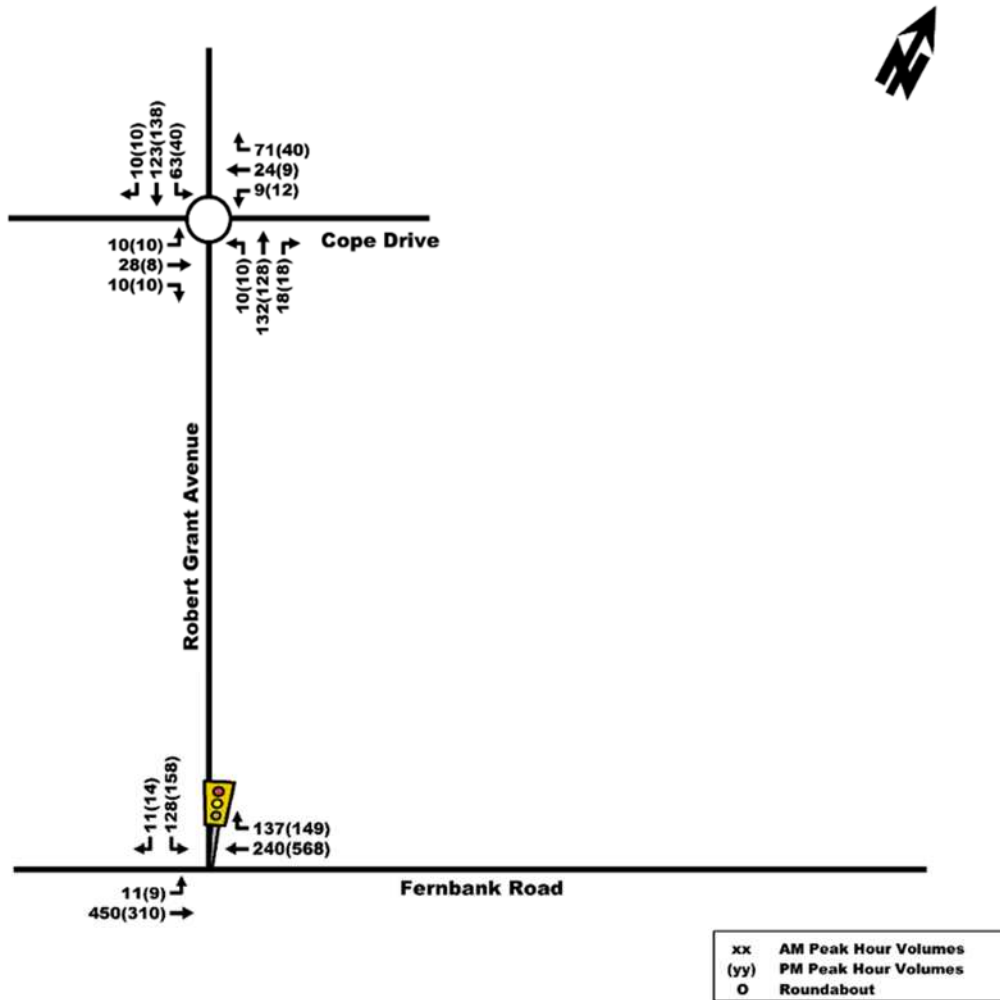 N
10(10)
123(138)
63(40)
71(40)
24(9)
9(12)
Cope Drive
10(10)
28(8)
10(10)
10(10)
132(128)
18(18)
Robert Grant Avenue
11(14)
128(158)
137(149)
240(568)
Fernbank Road
11(9)
450(310)
xx AM Peak Hour Volumes
(yy) PM Peak Hour Volumes
O Roundabout